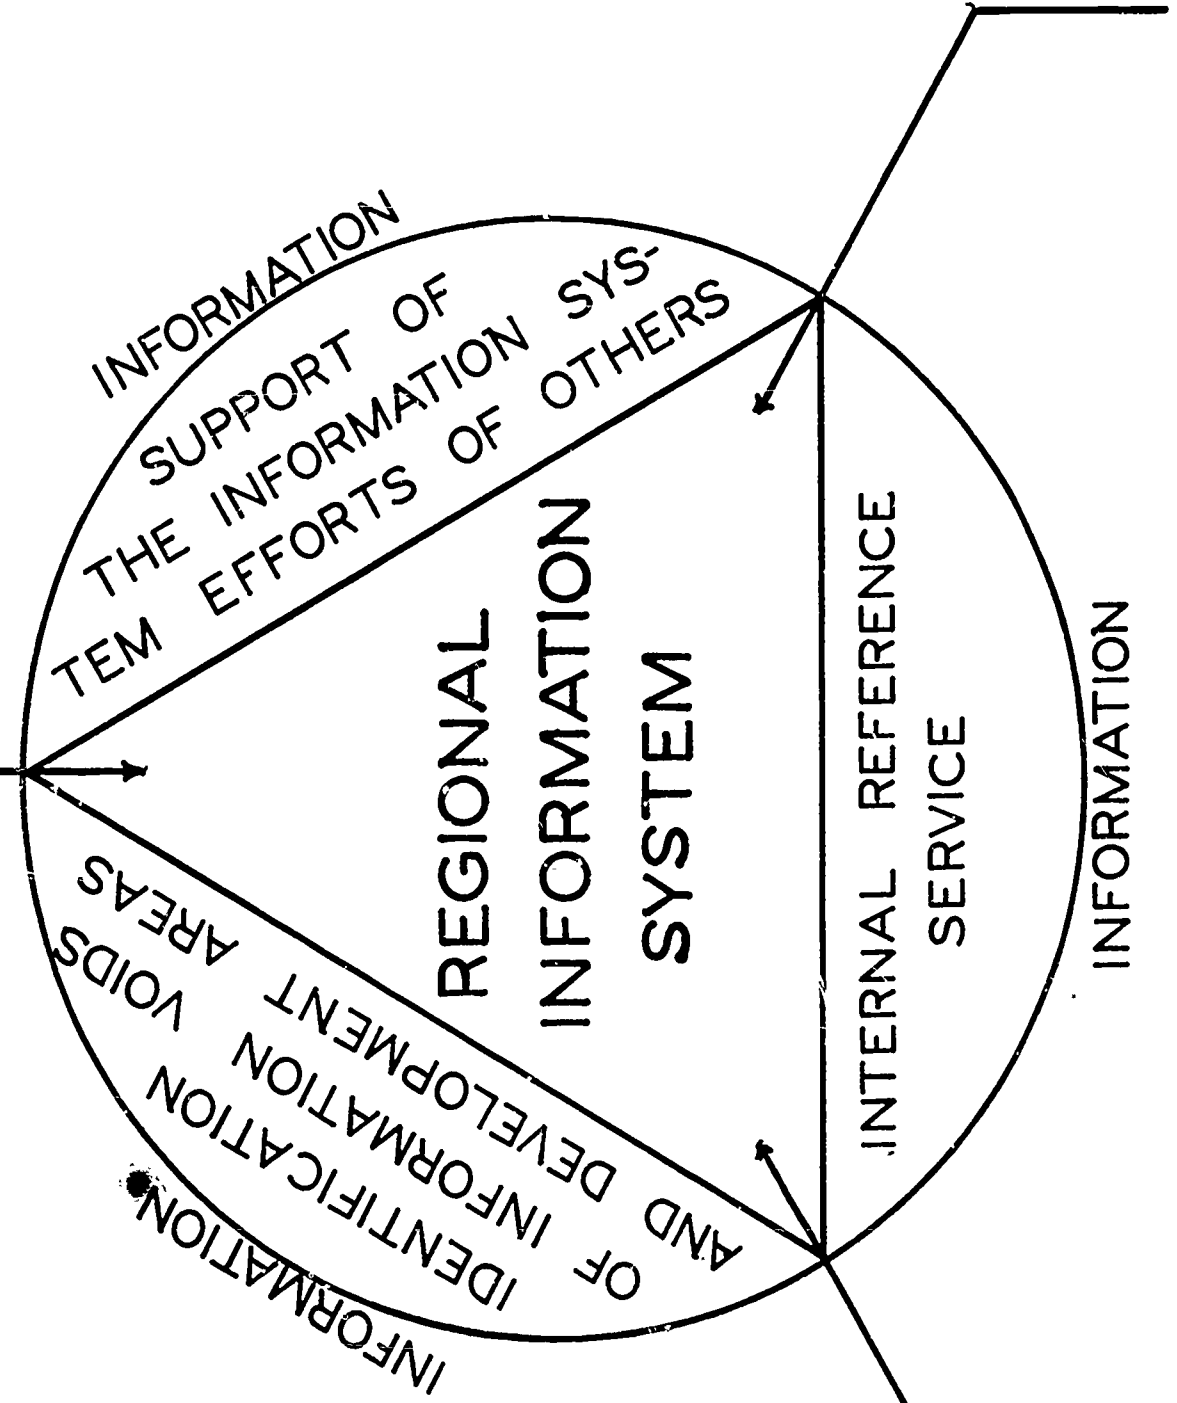 INFORMATION
IDENTIFICATION
OF INFORMATION VOIDS
AND DEVELOPMENT AREAS
INFORMATION
SUPPORT OF
THE INFORMATION SYS-
TEM EFFORTS OF OTHERS
REGIONAL
INFORMATION
SYSTEM
INTERNAL REFERENCE
SERVICE
INFORMATION